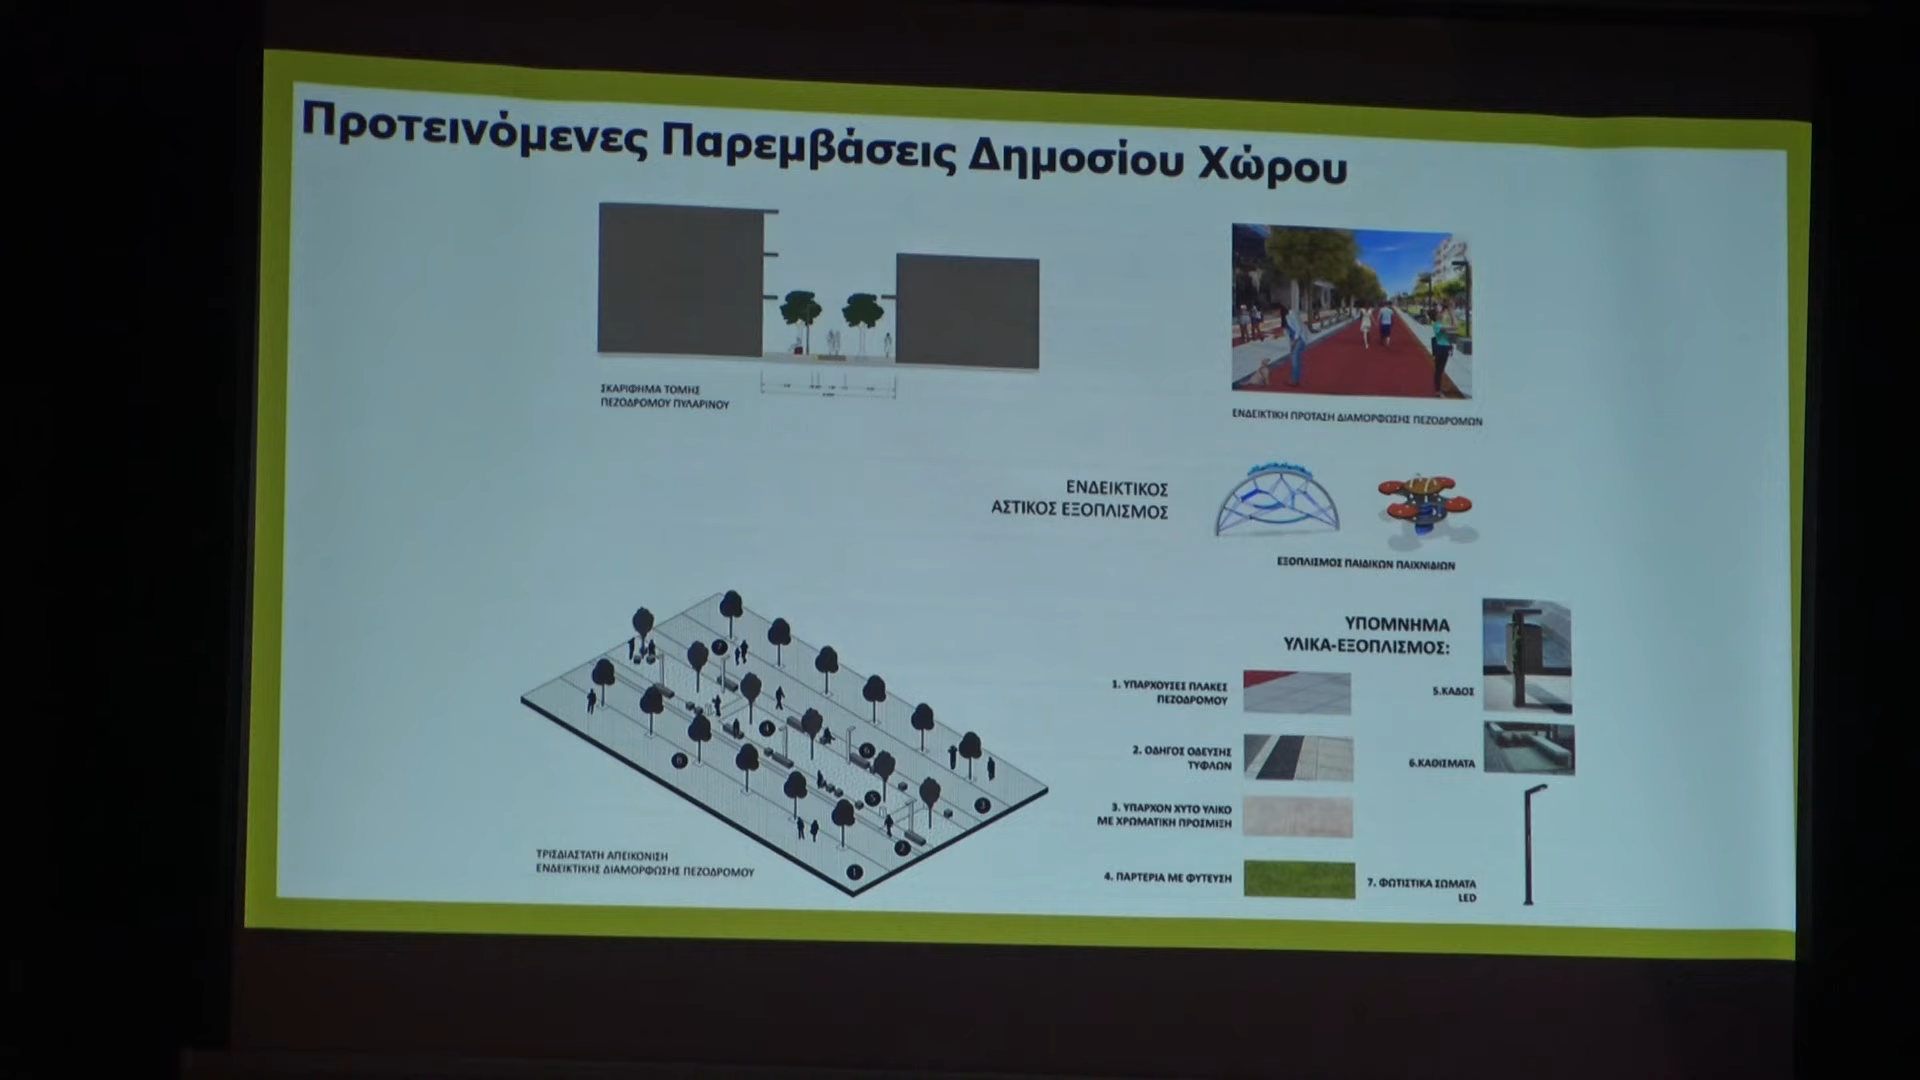 Προτεινόμενες Παρεμβάσεις Δημοσίου Χώρου
ΣΚΑΡΙΦΗΜΑ ΤΟΜΗΣ
ΠΕΖΟΔΡΟΜΟΥ ΠΥΛΑΡΙΝΟΥ
ΕΝΔΕΙΚΤΙΚΗ ΠΡΟΤΑΣΗ ΔΙΑΜΟΡΦΩΣΗΣ ΠΕΖΟΔΡΟΜΩΝ
ΕΝΔΕΙΚΤΙΚΟΣ
ΑΣΤΙΚΟΣ ΕΞΟΠΛΙΣΜΟΣ
ΕΞΟΠΛΙΣΜΟΣ ΠΑΙΔΙΚΩΝ ΠΑΙΧΝΙΔΙΩΝ
ΥΠΟΜΝΗΜΑ
ΥΛΙΚΑ-ΕΞΟΠΛΙΣΜΟΣ:
1. ΥΠΑΡΧΟΥΣΕΣ ΠΛΑΚΕΣ
ΠΕΖΟΔΡΟΜΟΥ
2. ΟΔΗΓΟΣ ΟΔΕΥΣΗΣ
ΤΥΦΛΩΝ
3. ΥΠΑΡΧΟΝ ΧΥΤΟ ΥΛΙΚΟ
ΜΕ ΧΡΩΜΑΤΙΚΗ ΠΡΟΣΜΙΞΗ
4. ΠΑΡΤΕΡΙΑ ΜΕ ΦΥΤΕΥΣΗ
5.ΚΑΔΟΣ
6.ΚΑΘΙΣΜΑΤΑ
7. ΦΩΤΙΣΤΙΚΑ ΣΩΜΑΤΑ
LED
ΤΡΙΣΔΙΑΣΤΑΤΗ ΑΠΕΙΚΟΝΙΣΗ
ΕΝΔΕΙΚΤΙΚΗΣ ΔΙΑΜΟΡΦΩΣΗΣ ΠΕΖΟΔΡΟΜΟΥ